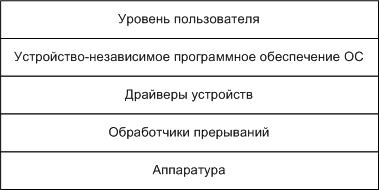 Уровень пользователя
Устройство-независимое программное обеспечение ОС
Драйверы устройств
Обработчики прерываний
Аппаратура